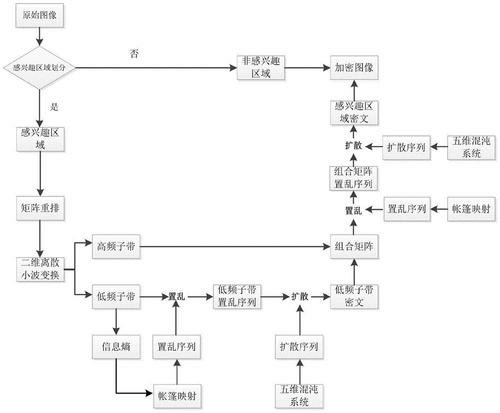 原始图像
感兴趣区域划分
否
非感兴趣
区域
加密图像
是
感兴趣区
域密文
感兴趣
区域
扩散
扩散序列
五维混沌
系统
组合矩阵
置乱序列
矩阵重排
置乱
置乱序列
帐篷映射
二维离散
小波变换
高频子带
组合矩阵
低频子带
置乱
低频子带
置乱序列
扩散
低频子带
密文
信息熵
置乱序列
扩散序列
帐篷映射
五维混沌
系统